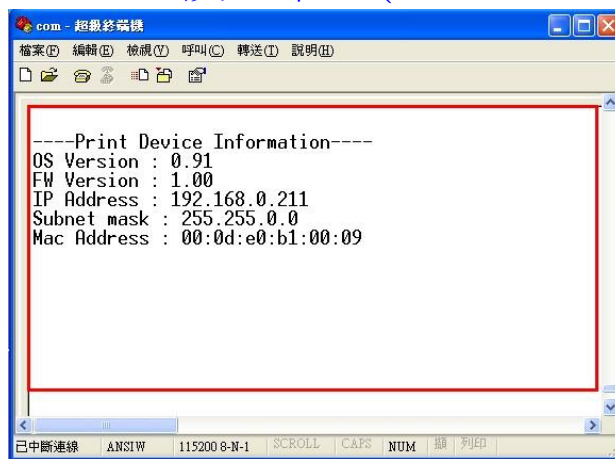 com - 超級終端機
檔案(F) 編輯(E) 檢視(V) 呼叫(C) 轉送(T) 說明(H)
----Print Device Information----
OS Version : 0.91
FW Version : 1.00
IP Address : 192.168.0.211
Subnet mask : 255.255.0.0
Mac Address : 00:0d:e0:b1:00:09
已中斷連線 ANSIW 115200 8-N-1 SCROLL CAPS NUM 擷 列印